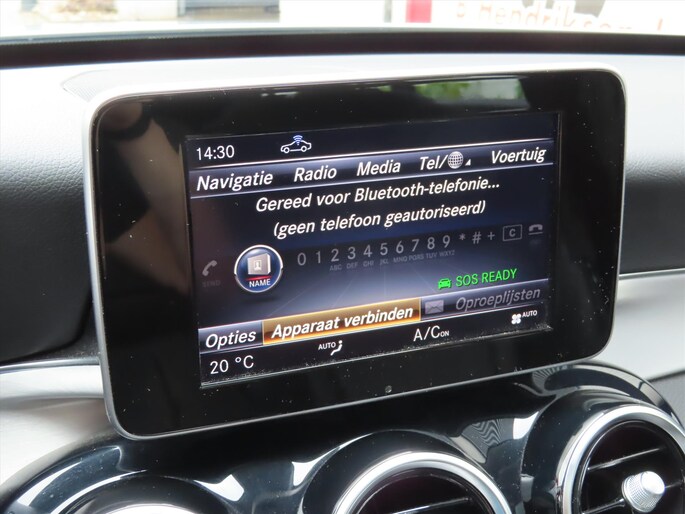 14:30
Navigatie Radio Media Tel/ Voertuig
Gereed voor Bluetooth-telefonie...
(geen telefoon geautoriseerd)
0 1 2 3 4 5 6 7 8 9 * # + C
ABC DEF GHI JKL MNO PQRS TUV WXYZ
SEND
NAME
SOS READY
Opties Apparaat verbinden Oproeplijsten
20 °C AUTO A/C ON AUTO